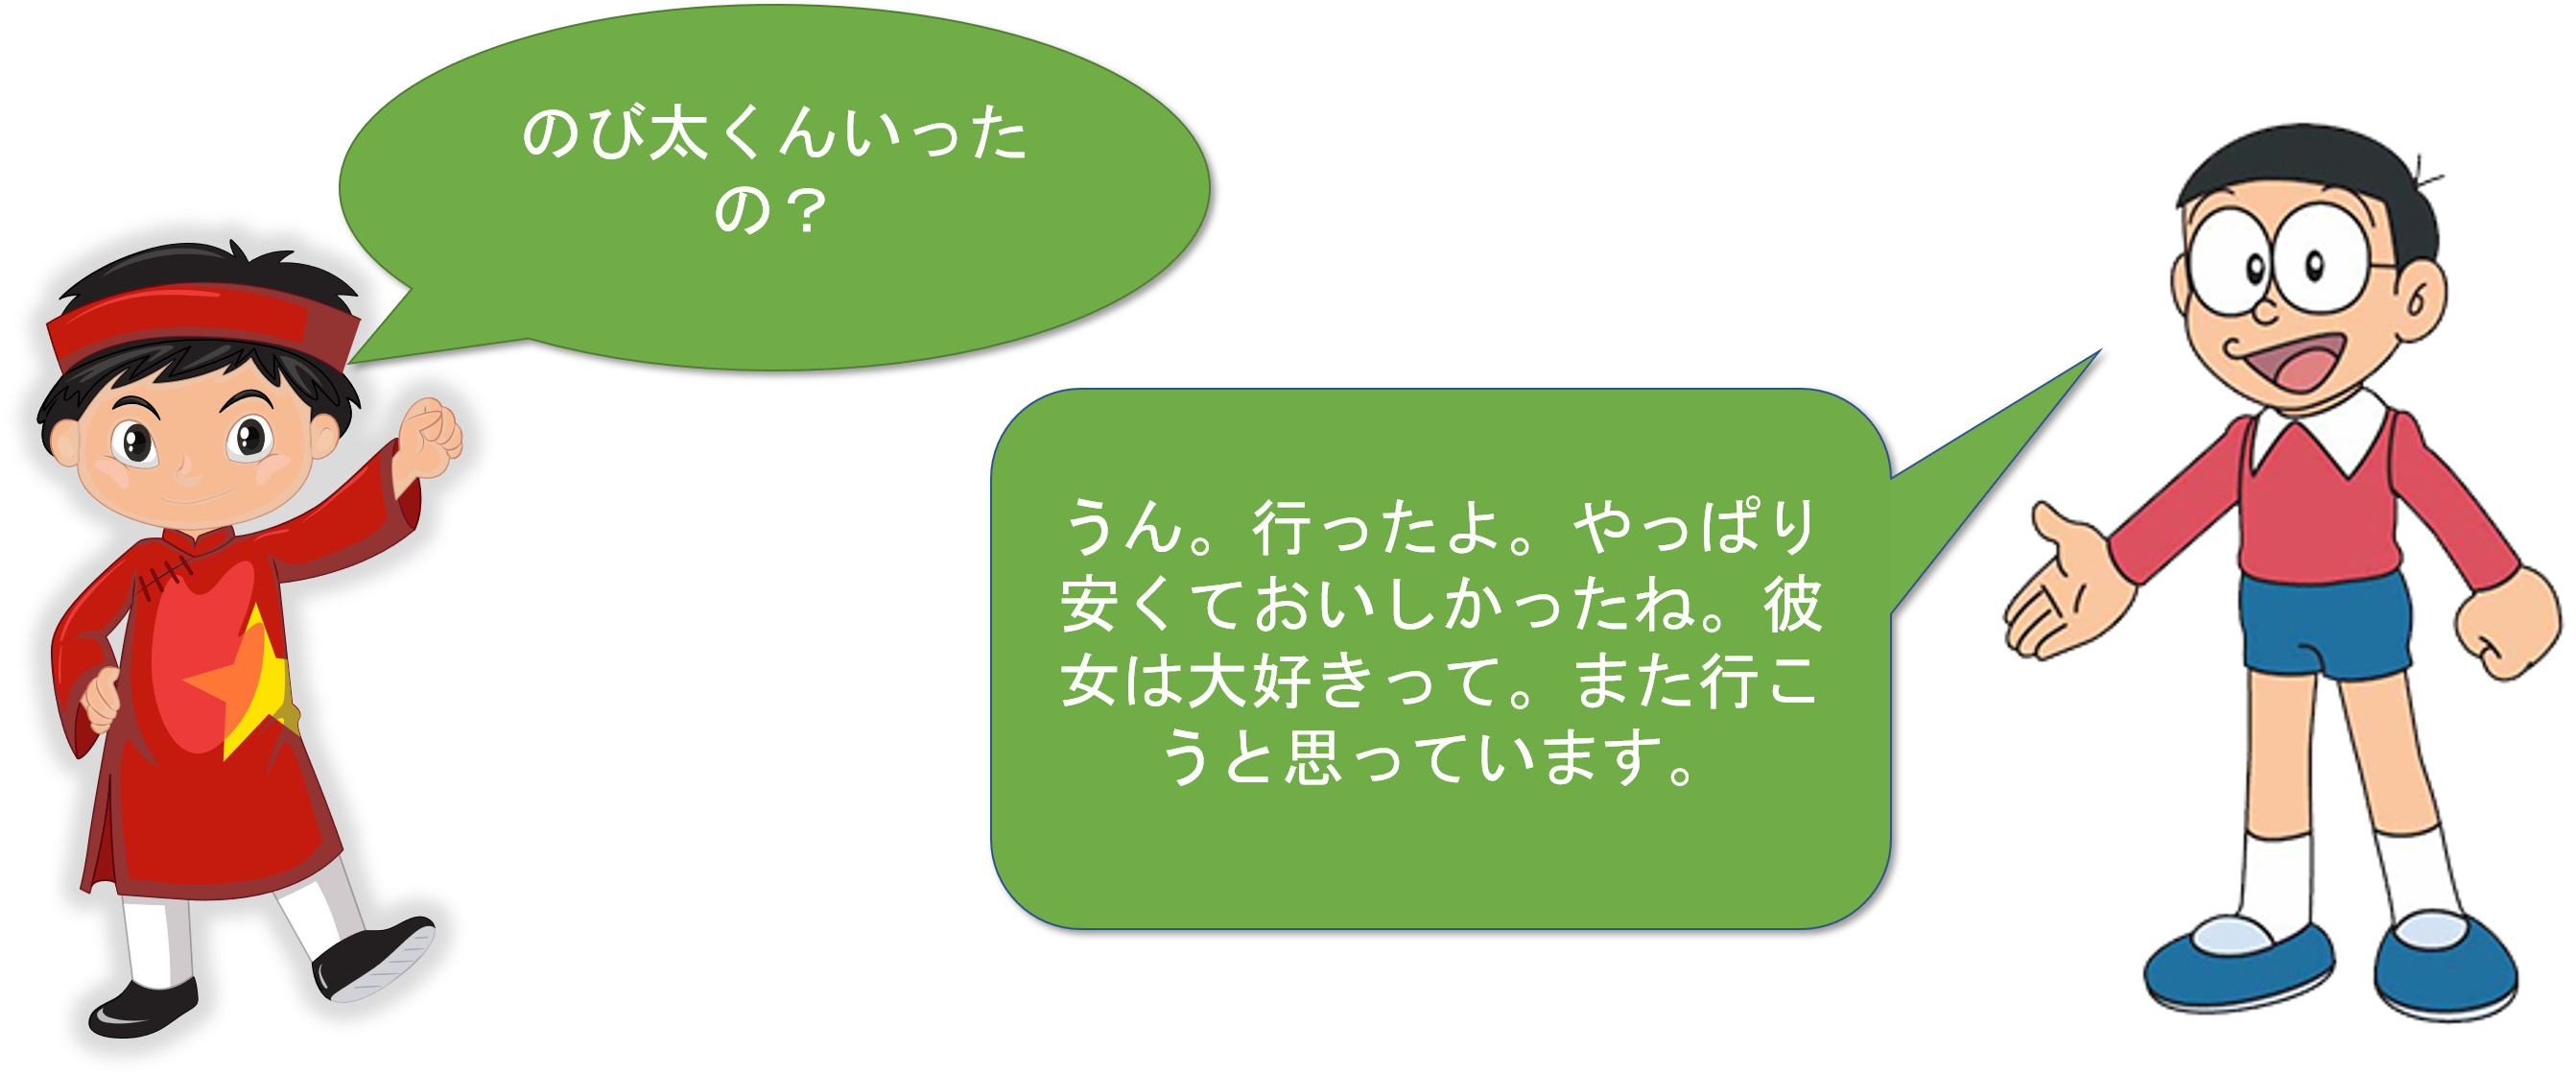 のび太くんいった
の？
うん。行ったよ。やっぱり
安くておいしかったね。彼
女は大好きって。また行こ
うと思っています。